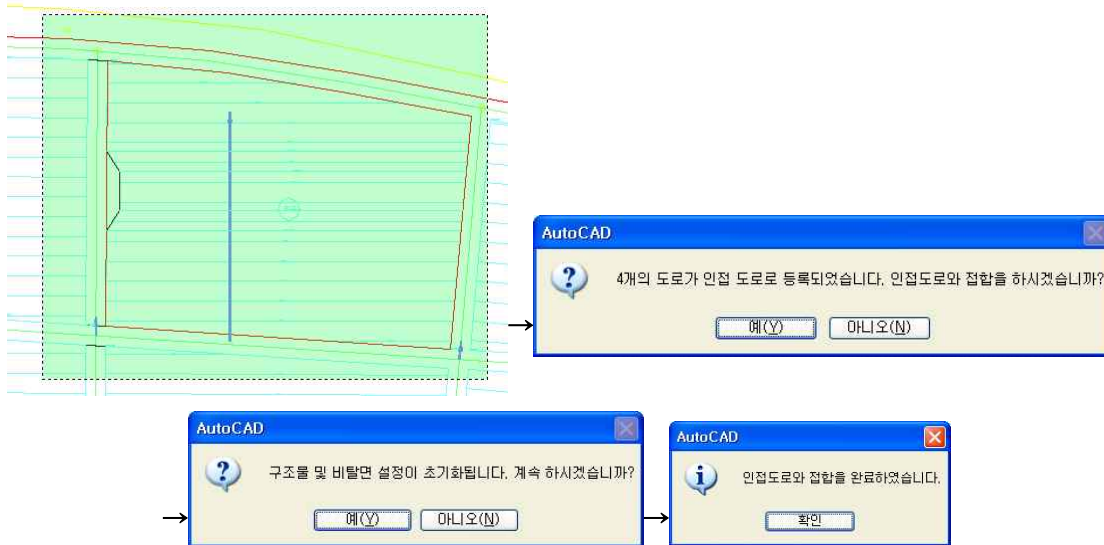 AutoCAD
4개의 도로가 인접 도로로 등록되었습니다. 인접도로와 접합을 하시겠습니까?
예(Y) 아니오(N)
AutoCAD
구조물 및 비탈면 설정이 초기화됩니다. 계속 하시겠습니까?
예(Y) 아니오(N)
AutoCAD
인접도로와 접합을 완료하였습니다.
확인